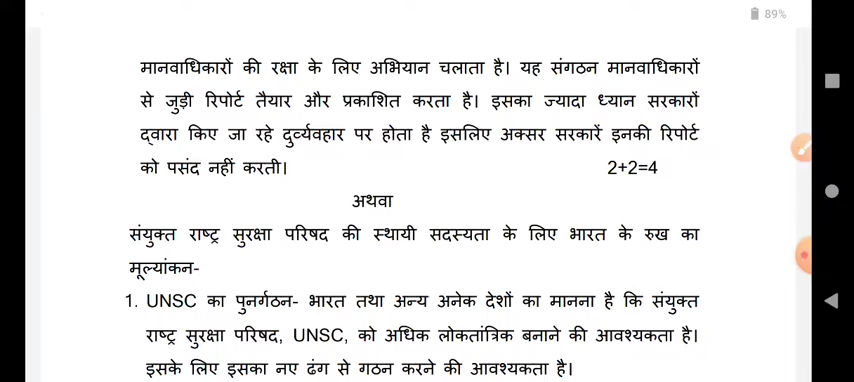 89%
मानवाधिकारों की रक्षा के लिए अभियान चलाता है। यह संगठन मानवाधिकारों
से जुड़ी रिपोर्ट तैयार और प्रकाशित करता है। इसका ज्यादा ध्यान सरकारों
द्वारा किए जा रहे दुर्व्यवहार पर होता है इसलिए अक्सर सरकारें इनकी रिपोर्ट
को पसंद नहीं करती। 2+2=4
अथवा
संयुक्त राष्ट्र सुरक्षा परिषद की स्थायी सदस्यता के लिए भारत के रुख का
मूल्यांकन-
1. UNSC का पुनर्गठन- भारत तथा अन्य अनेक देशों का मानना है कि संयुक्त
राष्ट्र सुरक्षा परिषद, UNSC, को अधिक लोकतांत्रिक बनाने की आवश्यकता है।
इसके लिए इसका नए ढंग से गठन करने की आवश्यकता है।